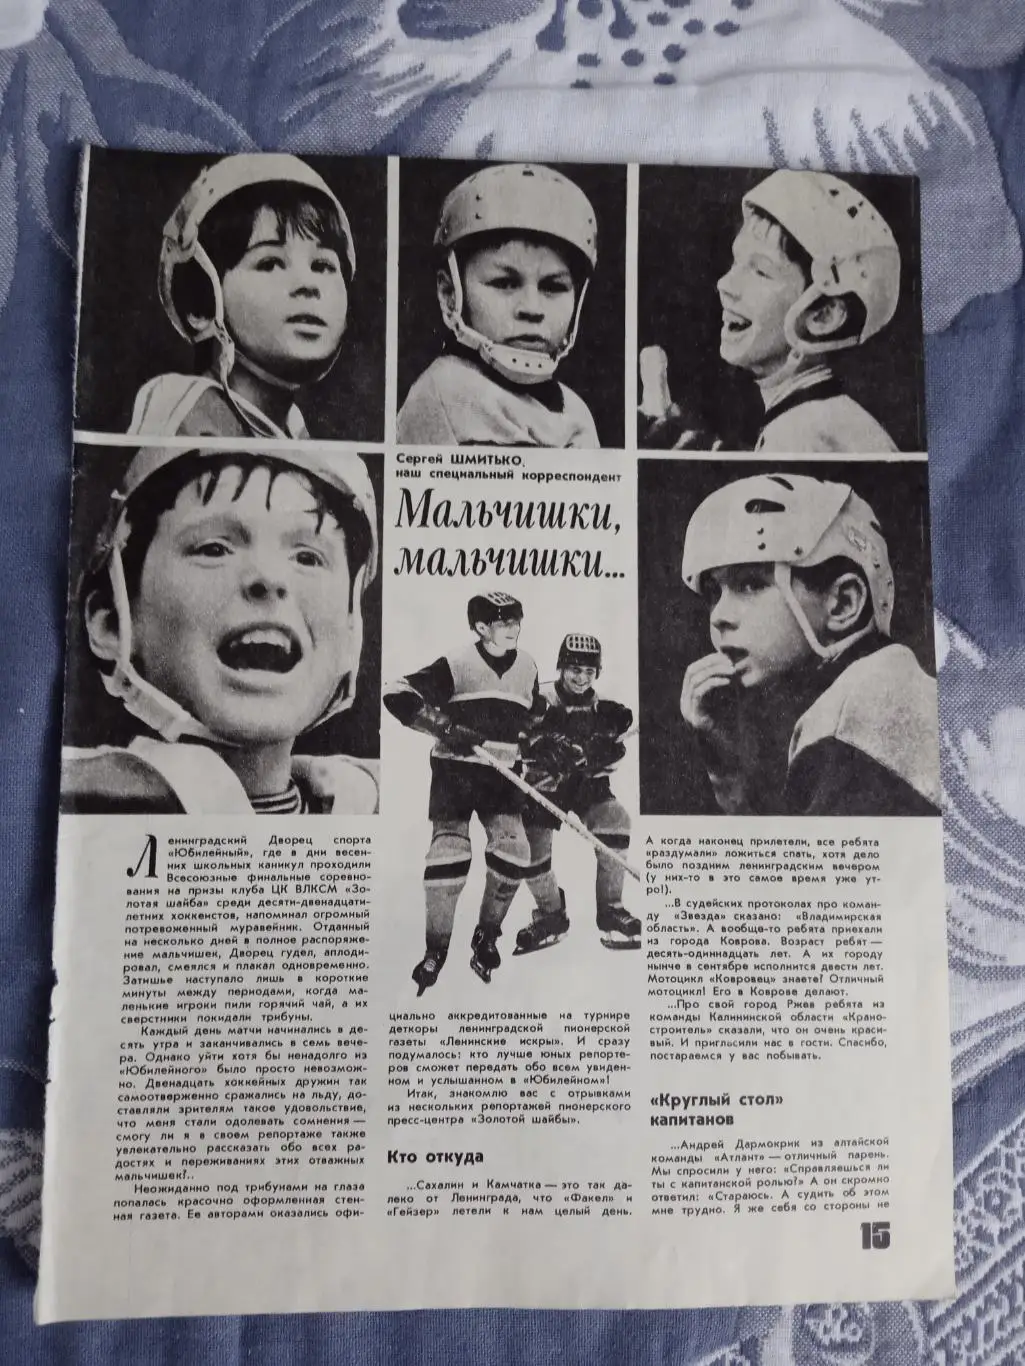 Сергей ШМИТЬКО,
наш специальный корреспондент
Мальчишки,
мальчишки...
Ленинградский Дворец спорта
«Юбилейный», где в дни весен-
них школьных каникул проходили
Всесоюзные финальные соревно-
вания на призы клуба ЦК ВЛКСМ «Зо-
лотая шайба» среди десяти-двенадцати-
летних хоккеистов, напоминал огромный
потревоженный муравейник. Отданный
на несколько дней в полное распоряже-
ние мальчишек, Дворец гудел, аплоди-
ровал, смеялся и плакал одновременно.
Затишье наступало лишь в короткие
минуты между периодами, когда ма-
ленькие игроки пили горячий чай, а их
сверстники покидали трибуны.
Каждый день матчи начинались в де-
сять утра и заканчивались в семь вече-
ра. Однако уйти хотя бы ненадолго из
«Юбилейного» было просто невозмож-
но. Двенадцать хоккейных дружин так
самоотверженно сражались на льду, до-
ставляли зрителям такое удовольствие,
что меня стали одолевать сомнения —
смогу ли я в своем репортаже также
увлекательно рассказать обо всех ра-
достях и переживаниях этих отважных
мальчишек?..
Неожиданно под трибунами на глаза
попалась красочно оформленная стен-
ная газета. Ее авторами оказались офи-
циально аккредитованные на турнире
деткоры ленинградской пионерской
газеты «Ленинские искры». И сразу
подумалось: кто лучше юных репорте-
ров сможет передать обо всем увиден-
ном и услышанном в «Юбилейном»!
Итак, знакомлю вас с отрывками
из нескольких репортажей пионерского
пресс-центра «Золотой шайбы».
Кто откуда
...Сахалин и Камчатка — это так да-
леко от Ленинграда, что «Факел» и
«Гейзер» летели к нам целый день.
А когда наконец прилетели, все ребята
«раздумали» ложиться спать, хотя дело
было поздним ленинградским вечером
(у них-то в это самое время уже ут-
ро!).
...В судейских протоколах про коман-
ду «Звезда» сказано: «Владимирская
область». А вообще-то ребята приехали
из города Коврова. Возраст ребят —
десять-одиннадцать лет. А их городу
нынче в сентябре исполнится двести лет.
Мотоцикл «Ковровец» знаете? Отличный
мотоцикл! Его в Коврове делают.
...Про свой город Ржев ребята из
команды Калининской области «Крано-
строитель» сказали, что он очень краси-
вый. И пригласили нас в гости. Спасибо,
постараемся у вас побывать.
«Круглый стол»
капитанов
...Андрей Дармокрик из алтайской
команды «Атлант» — отличный парень.
Мы спросили у него: «Справляешься ли
ты с капитанской ролью?» А он скромно
ответил: «Стараюсь. А судить об этом
мне трудно. Я же себя со стороны не
15